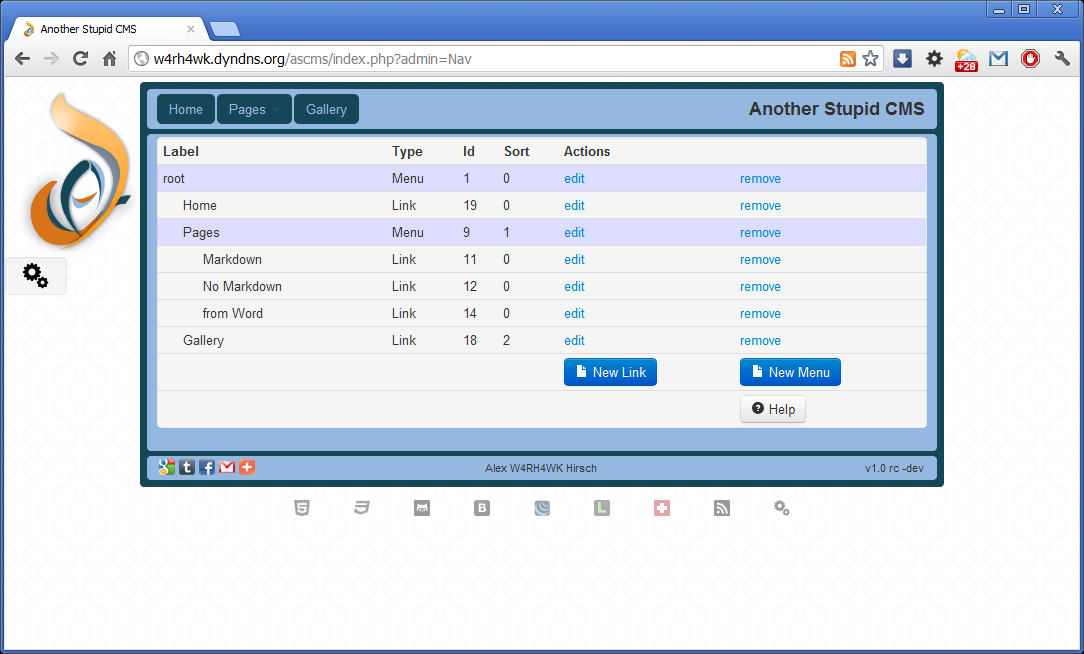 Another Stupid CMS
w4rh4wk.dyndns.org/ascms/index.php?admin=Nav
+28
Home Pages Gallery Another Stupid CMS
Label Type Id Sort Actions
root Menu 1 0 edit remove
Home Link 19 0 edit remove
Pages Menu 9 1 edit remove
Markdown Link 11 0 edit remove
No Markdown Link 12 0 edit remove
from Word Link 14 0 edit remove
Gallery Link 18 2 edit remove
New Link New Menu
Help
Alex W4RH4WK Hirsch v1.0 rc -dev